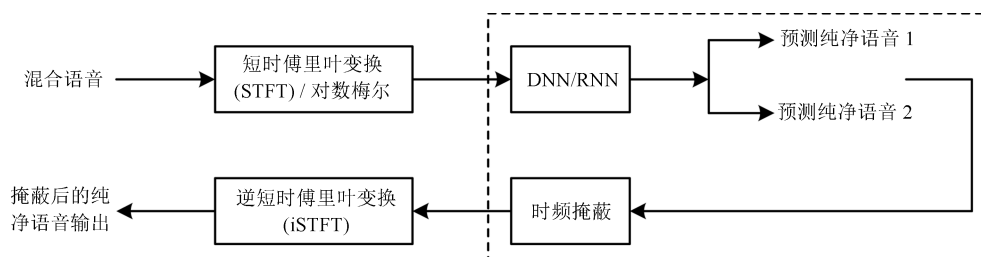 混合语音
短时傅里叶变换
(STFT) / 对数梅尔
DNN/RNN
预测纯净语音 1
预测纯净语音 2
掩蔽后的纯
净语音输出
逆短时傅里叶变换
(iSTFT)
时频掩蔽